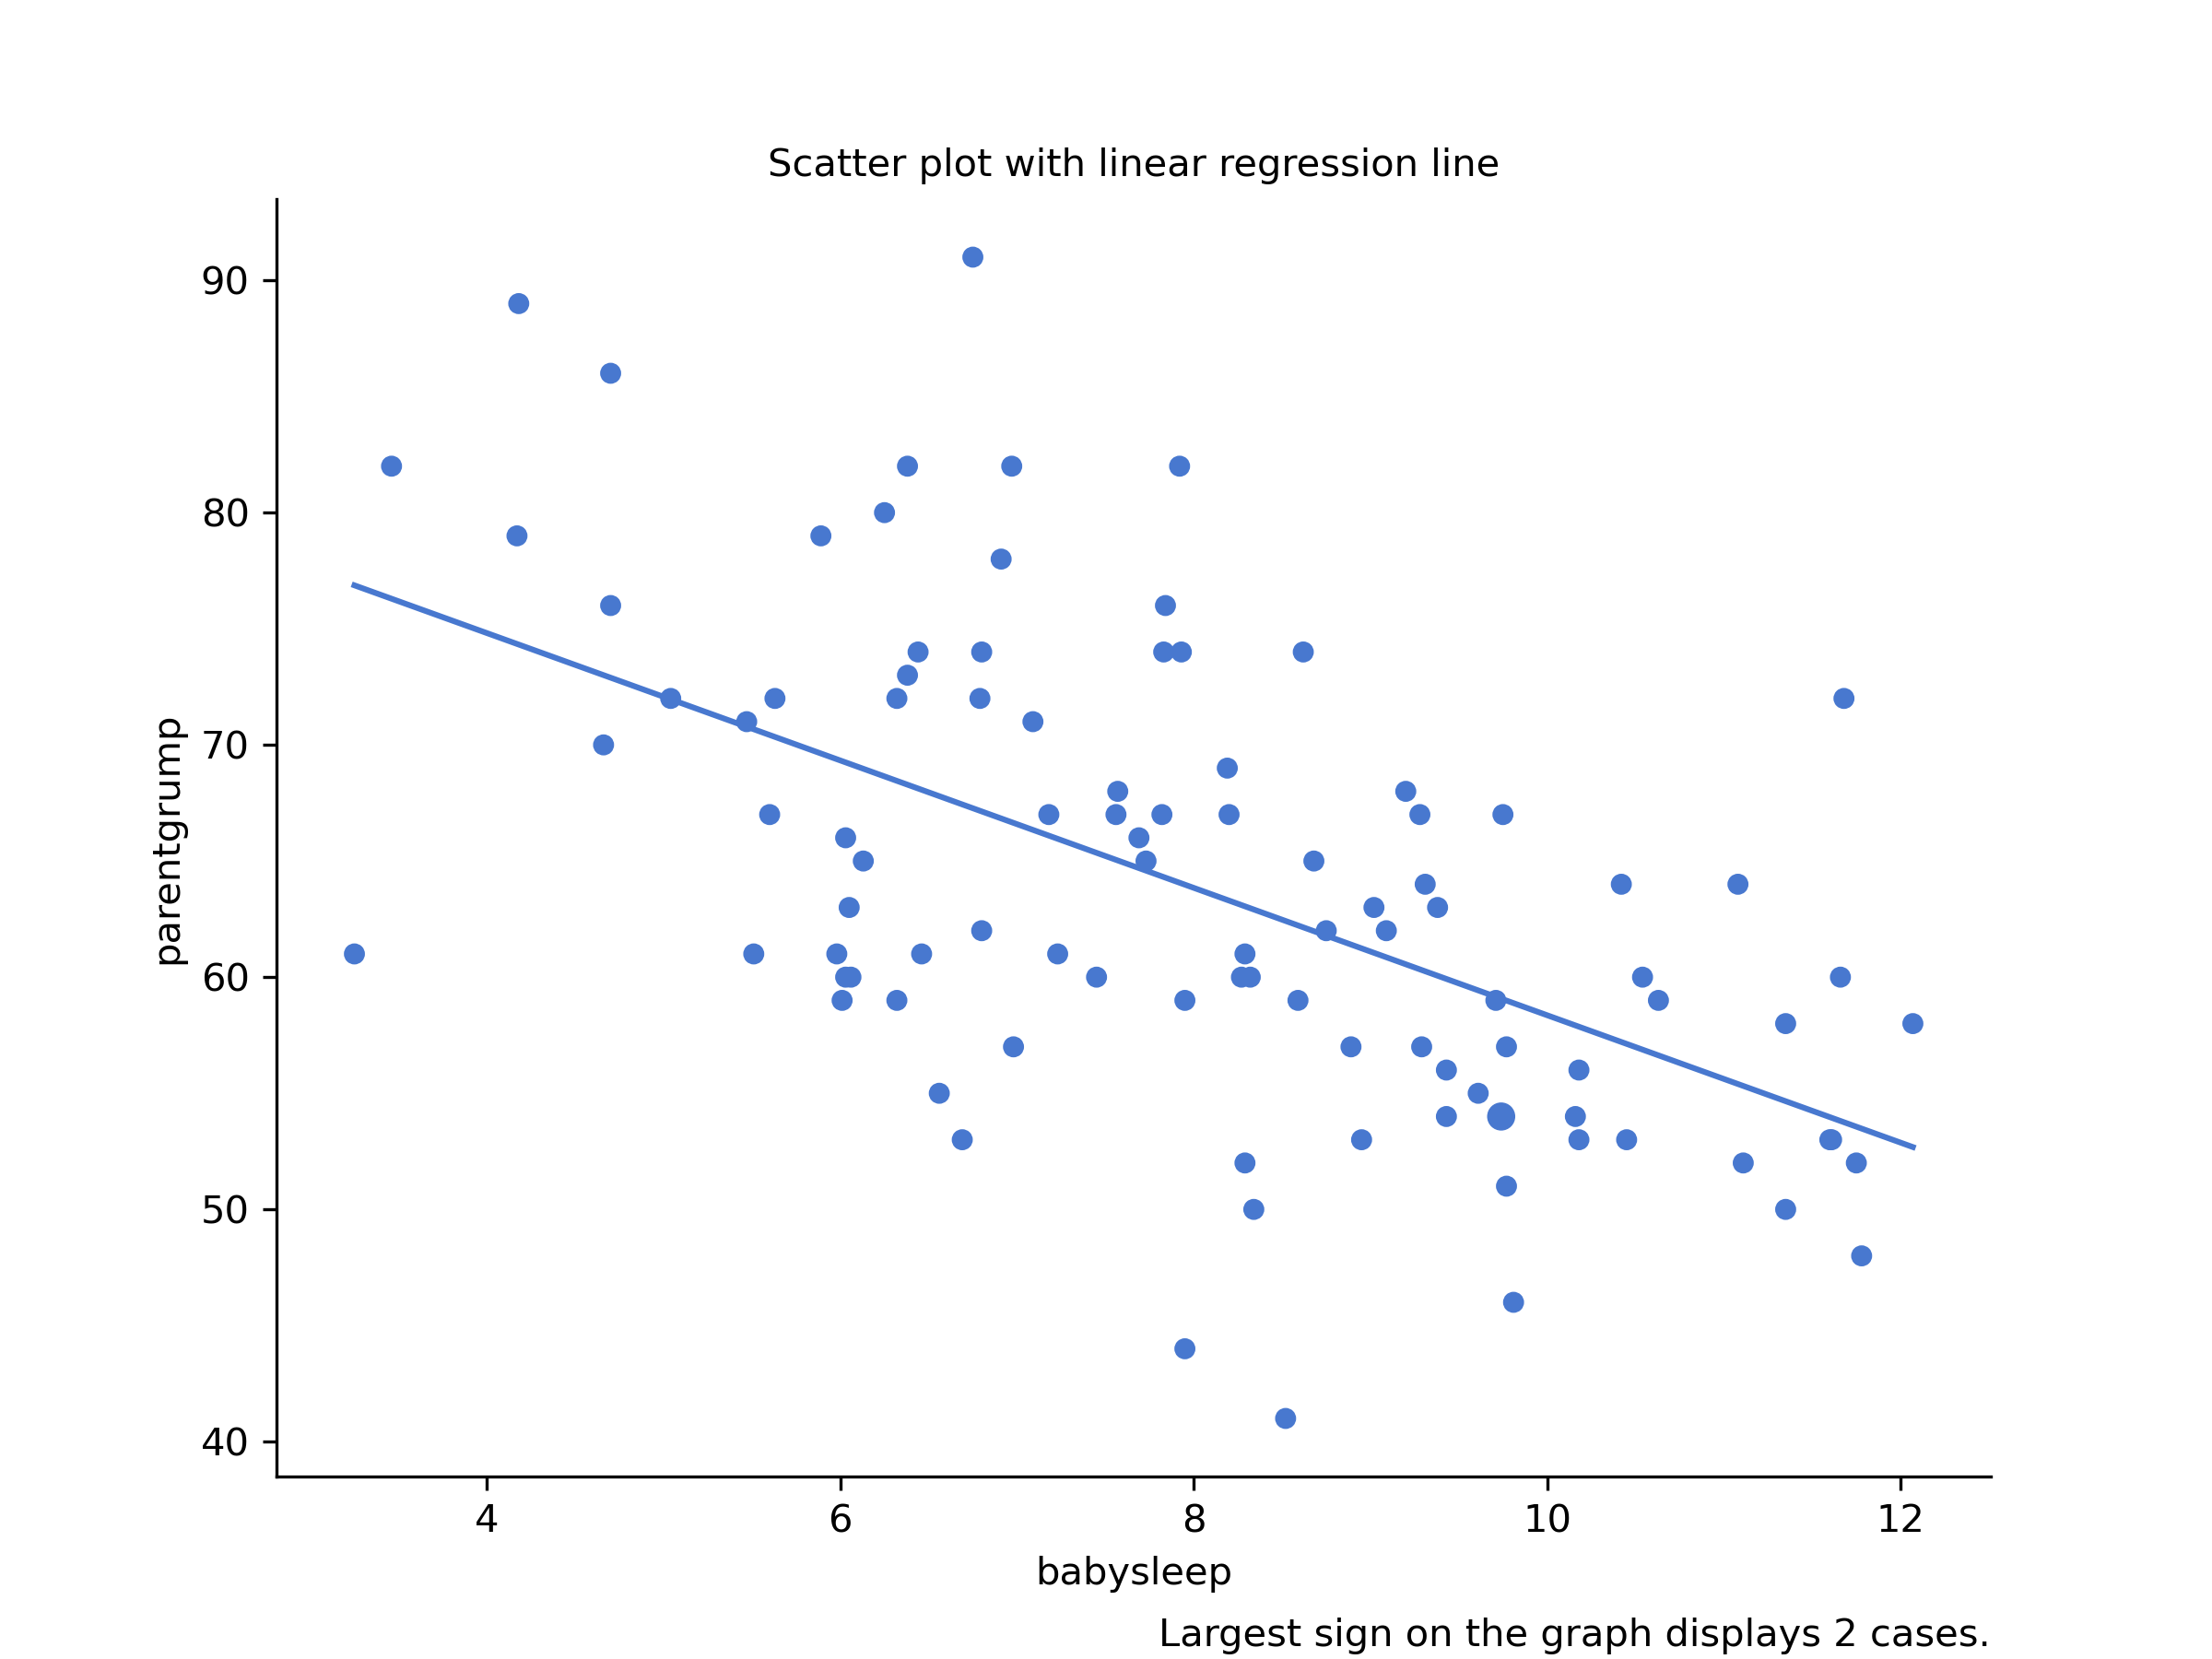 Scatter plot with linear regression line
90
80
70
60
50
40
parentgrump
4 6 8 10 12
babysleep
Largest sign on the graph displays 2 cases.